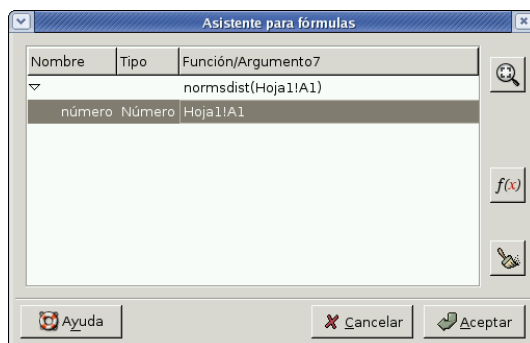 Asistente para fórmulas
Nombre Tipo Función/Argumento7
normsdist(Hoja1!A1)
número Número Hoja1!A1
f(x)
Ayuda Cancelar Aceptar